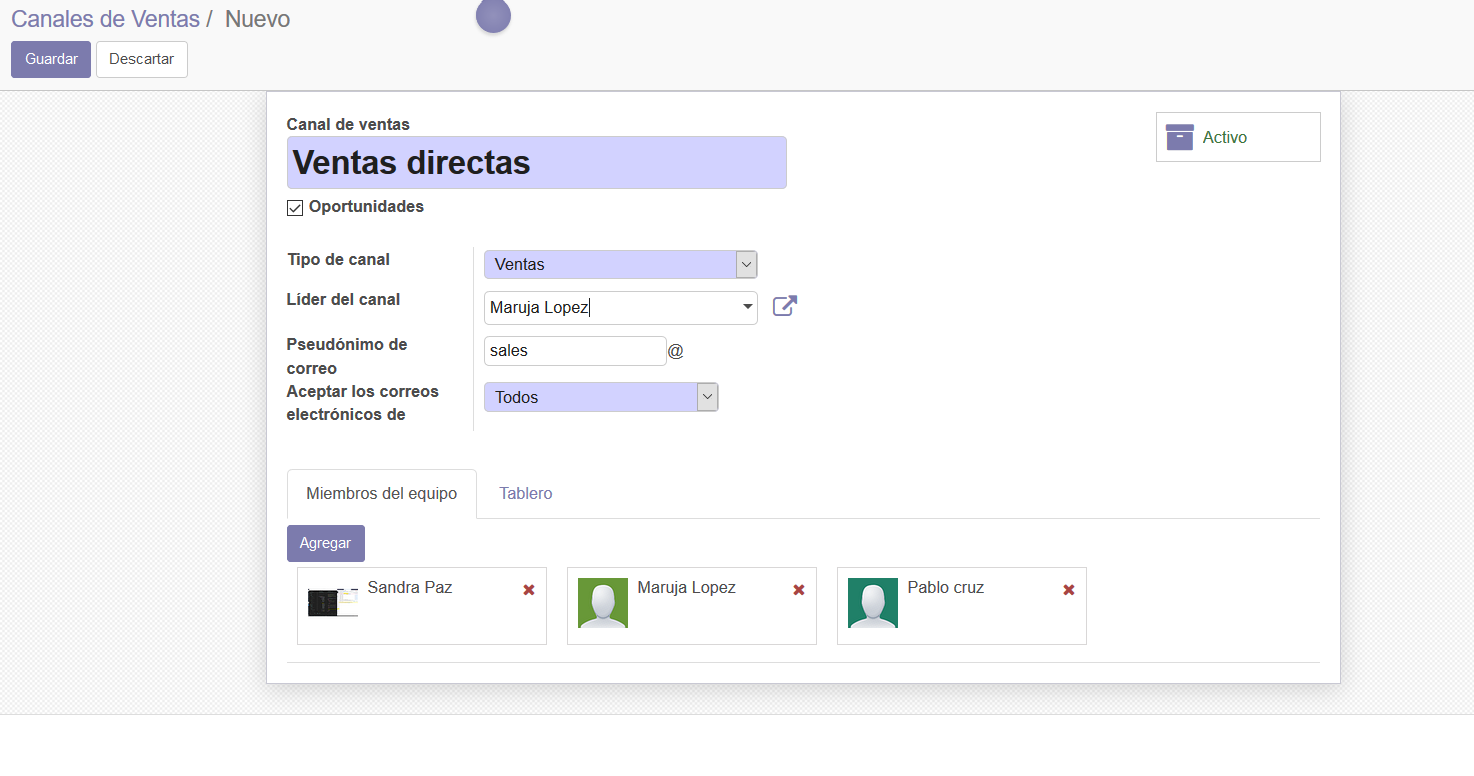 Canales de Ventas / Nuevo
Guardar Descartar
Canal de ventas
Activo
Ventas directas
Oportunidades
Tipo de canal Ventas
Líder del canal Maruja Lopez
Pseudónimo de
correo
sales @
Aceptar los correos
electrónicos de
Todos
Miembros del equipo Tablero
Agregar
Sandra Paz Maruja Lopez Pablo cruz